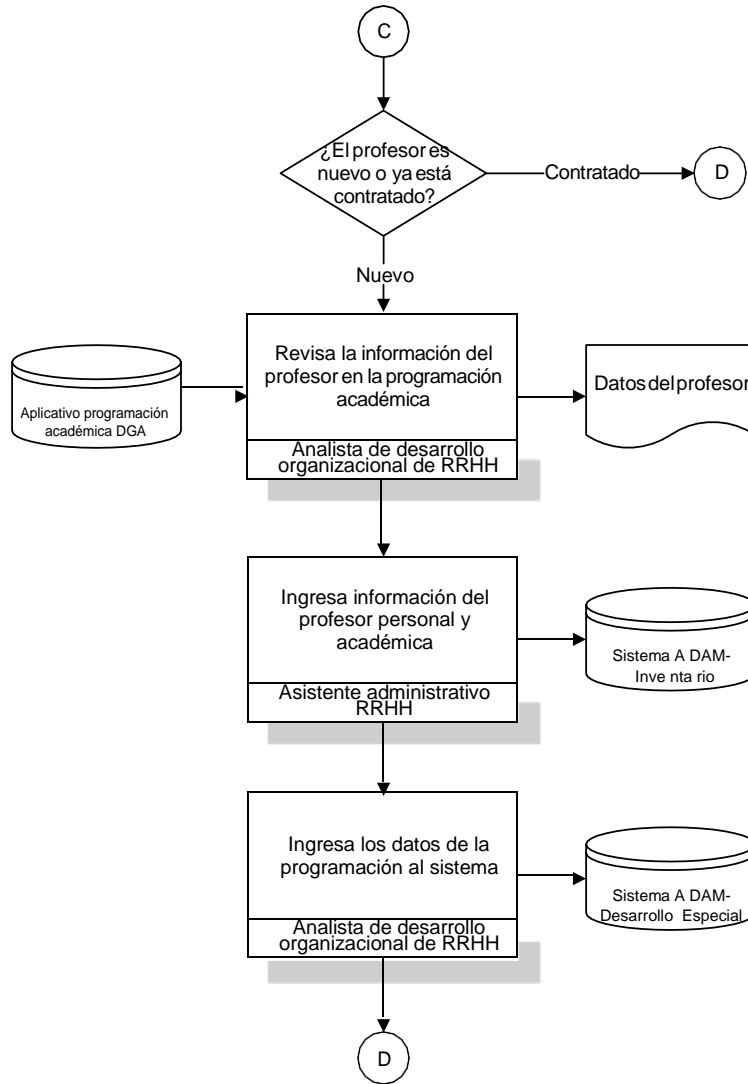 C
¿El profesor es
nuevo o ya está
contratado?
Contratado
D
Nuevo
Revisa la información del
profesor en la programación
académica
Analista de desarrollo
organizacional de RRHH
Aplicativo programación
académica DGA
Datos del profesor
Ingresa información del
profesor personal y
académica
Asistente administrativo
RRHH
Sistema A DAM-
Inve nta rio
Ingresa los datos de la
programación al sistema
Analista de desarrollo
organizacional de RRHH
Sistema A DAM-
Desarrollo Especial
D